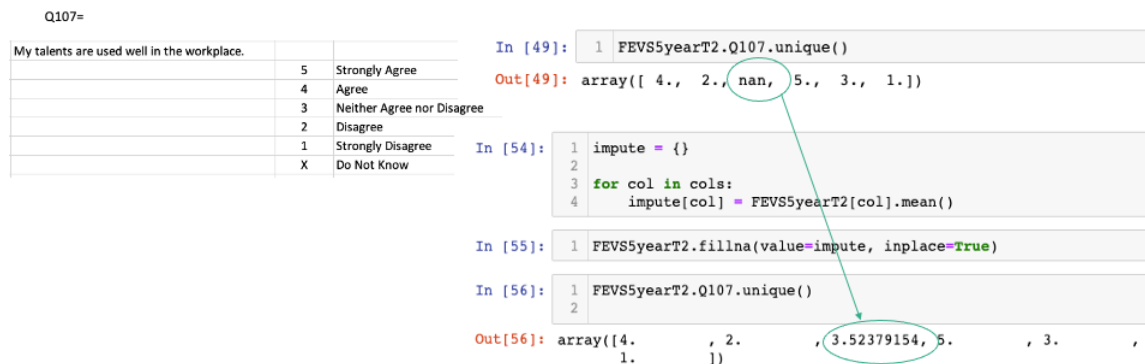 Q107=
My talents are used well in the workplace.
5 Strongly Agree
4 Agree
3 Neither Agree nor Disagree
2 Disagree
1 Strongly Disagree
X Do Not Know
In [49]: 1 FEVS5yearT2.Q107.unique()
Out[49]: array([ 4., 2., nan, 5., 3., 1.])
In [54]: 1 impute = {}
2
3 for col in cols:
4 impute[col] = FEVS5yearT2[col].mean()
In [55]: 1 FEVS5yearT2.fillna(value=impute, inplace=True)
In [56]: 1 FEVS5yearT2.Q107.unique()
2
Out[56]: array([4. , 2. , 3.52379154, 5. , 3. ,
1. ])